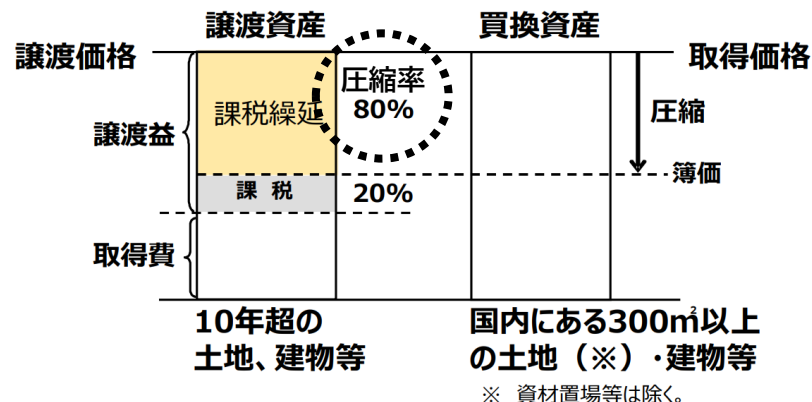 譲渡資産
買換資産
譲渡価格
取得価格
圧縮率
80%
課税繰延
圧縮
譲渡益
簿価
課 税
20%
取得費
10年超の
土地、建物等
国内にある300㎡以上
の土地（※）・建物等
※ 資材置場等は除く。